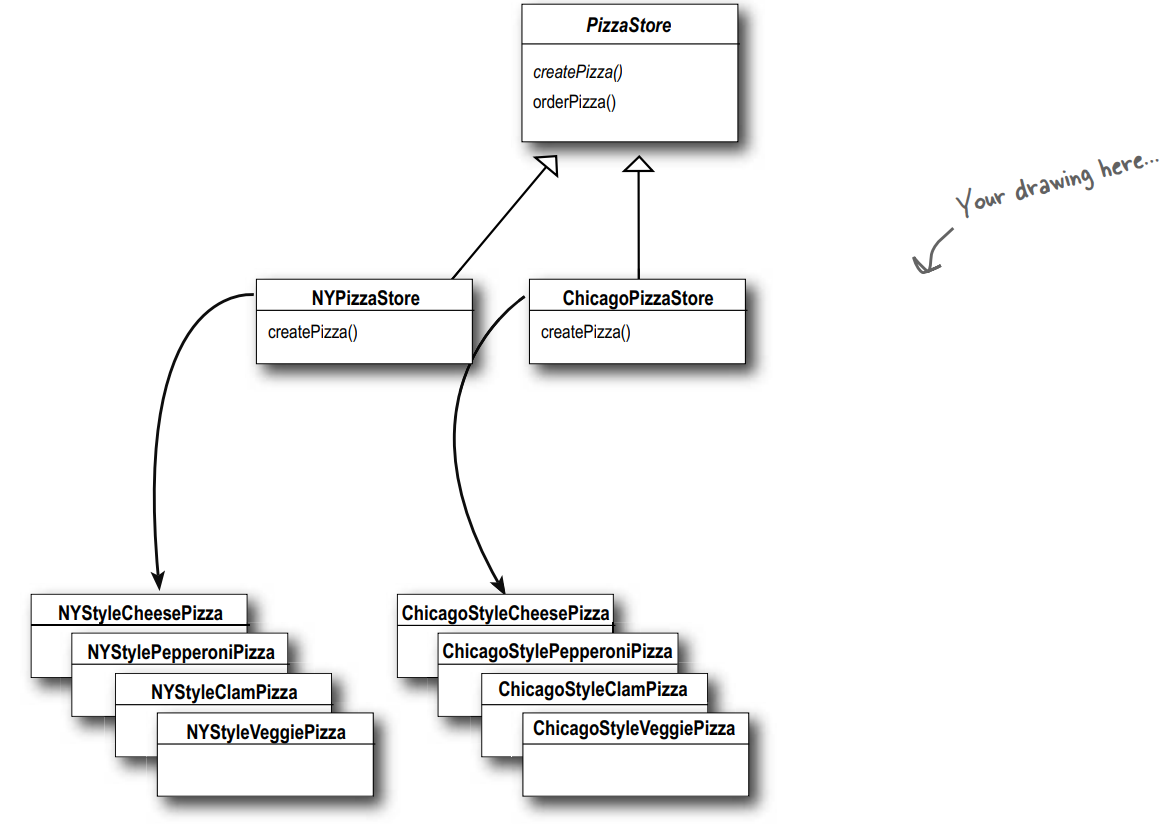 PizzaStore
createPizza()
orderPizza()
Your drawing here...
NYPizzaStore
createPizza()
ChicagoPizzaStore
createPizza()
NYStyleCheesePizza
NYStylePepperoniPizza
NYStyleClamPizza
NYStyleVeggiePizza
ChicagoStyleCheesePizza
ChicagoStylePepperoniPizza
ChicagoStyleClamPizza
ChicagoStyleVeggiePizza